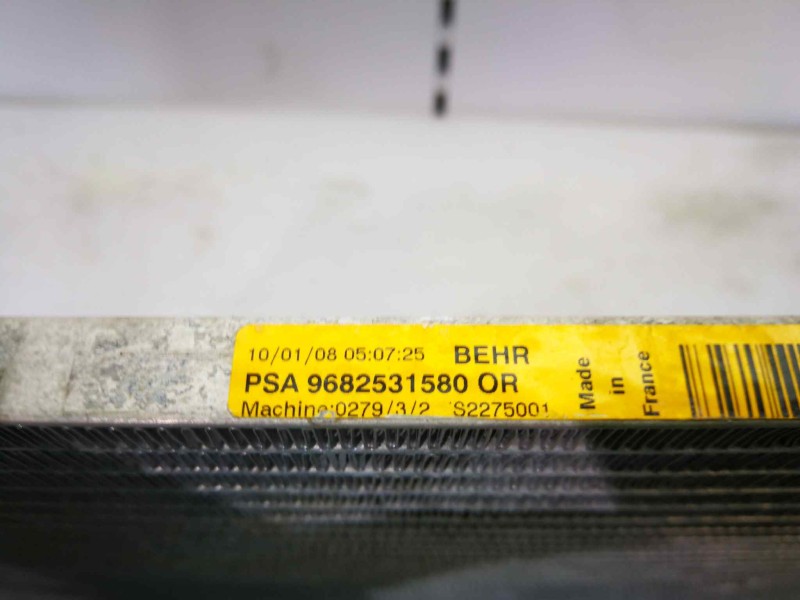 10/01/08 05:07:25 BEHR
PSA 9682531580 OR
Machine:0279/3/2 S2275001
Made
in
France